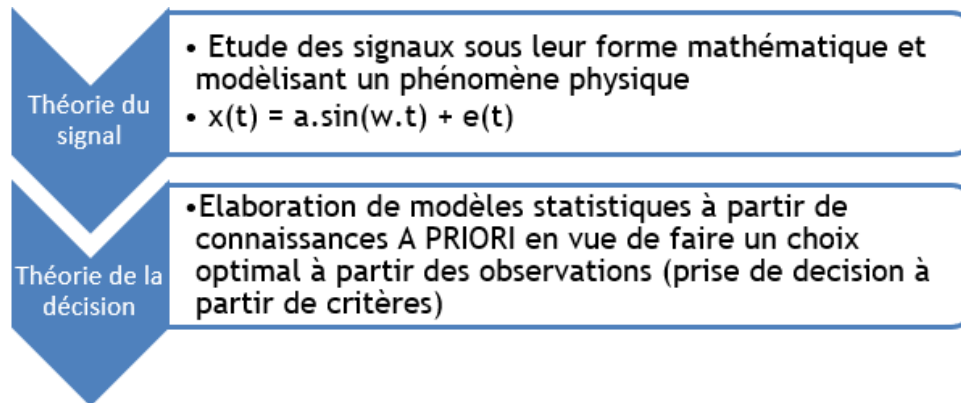 Théorie du
signal
• Etude des signaux sous leur forme mathématique et
modèlisant un phénomène physique
• x(t) = a.sin(w.t) + e(t)
Théorie de la
décision
•Elaboration de modèles statistiques à partir de
connaissances A PRIORI en vue de faire un choix
optimal à partir des observations (prise de decision à
partir de critères)